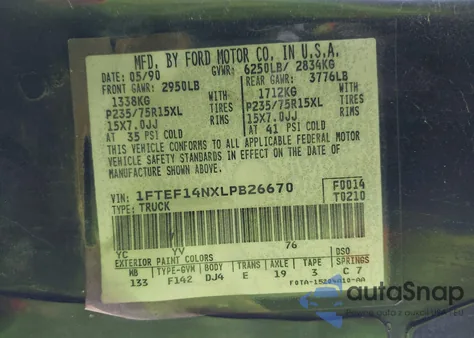 MFD. BY FORD MOTOR CO. IN U.S.A.
DATE: 05/90 GVWR: 6250LB/ 2834KG
FRONT GAWR: 2950LB REAR GAWR: 3776LB
1338KG WITH 1712KG WITH
P235/75R15XL TIRES P235/75R15XL TIRES
15X7.0JJ RIMS 15X7.0JJ RIMS
AT 35 PSI COLD AT 41 PSI COLD
THIS VEHICLE CONFORMS TO ALL APPLICABLE FEDERAL MOTOR
VEHICLE SAFETY STANDARDS IN EFFECT ON THE DATE OF
MANUFACTURE SHOWN ABOVE.
VIN: 1FTEF14NXLPB26670 F0014
TYPE: TRUCK T0210
YC YV 76
EXTERIOR PAINT COLORS DSO
WB TYPE-GVW BODY TRANS AXLE TAPE SPRINGS
133 F142 DJ4 E 19 3 C 7
autoSnap